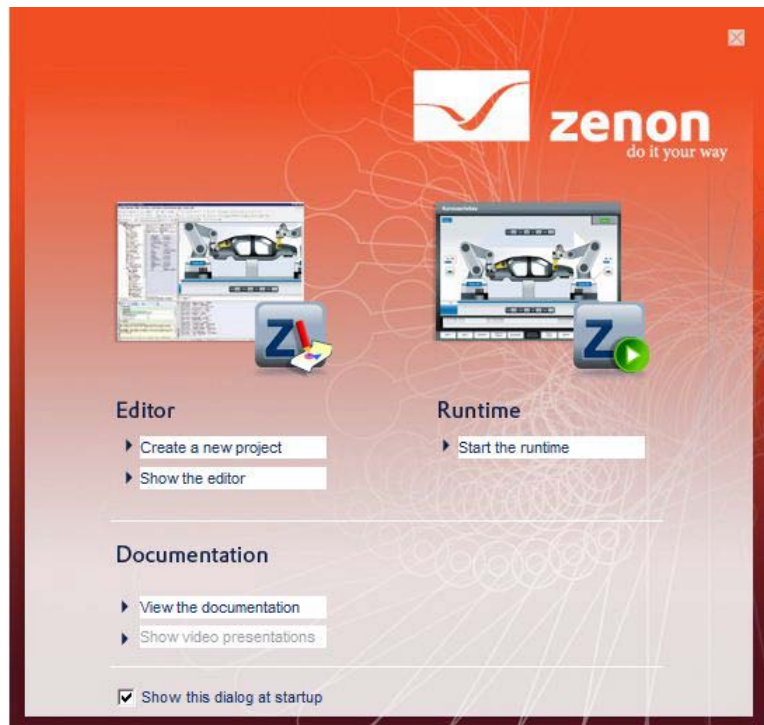 zenon
do it your way
Editor
Create a new project
Show the editor
Runtime
Start the runtime
Documentation
View the documentation
Show video presentations
Show this dialog at startup